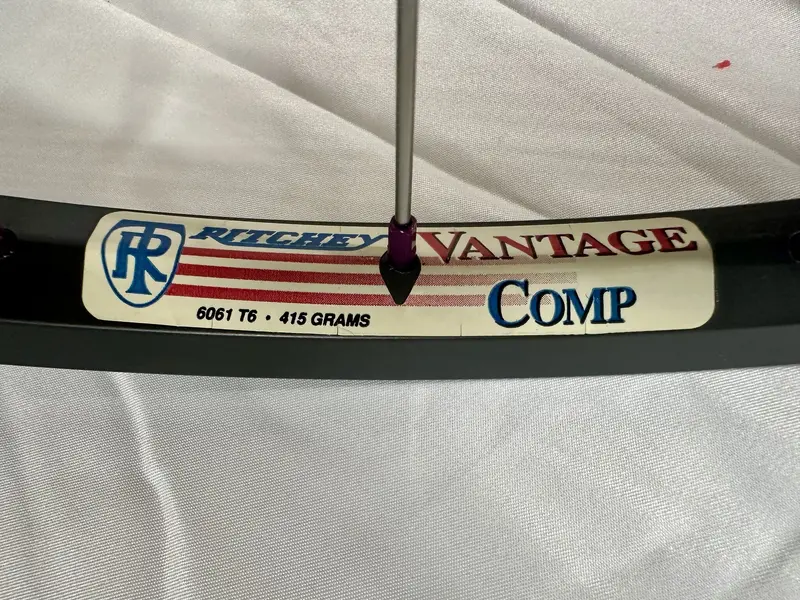 RITCHEY VANTAGE
COMP
6061 T6 • 415 GRAMS